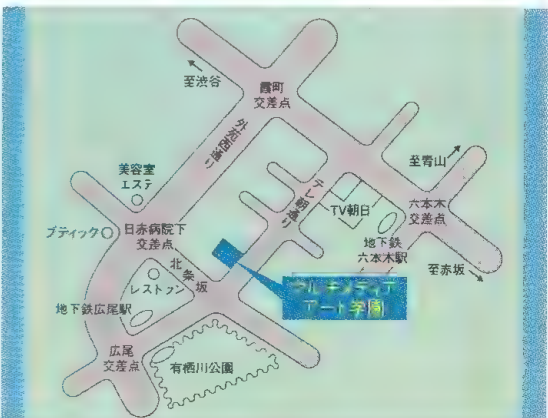 至渋谷
霞町
交差点
外苑西通り
美容室
エステ
至青山
テレ朝通り
TV朝日
六本木
交差点
ブティック
日赤病院下
交差点
地下鉄
六本木駅
北条坂
至赤坂
レストラン
マルチメディア
アート学園
地下鉄広尾駅
広尾
交差点
有栖川公園